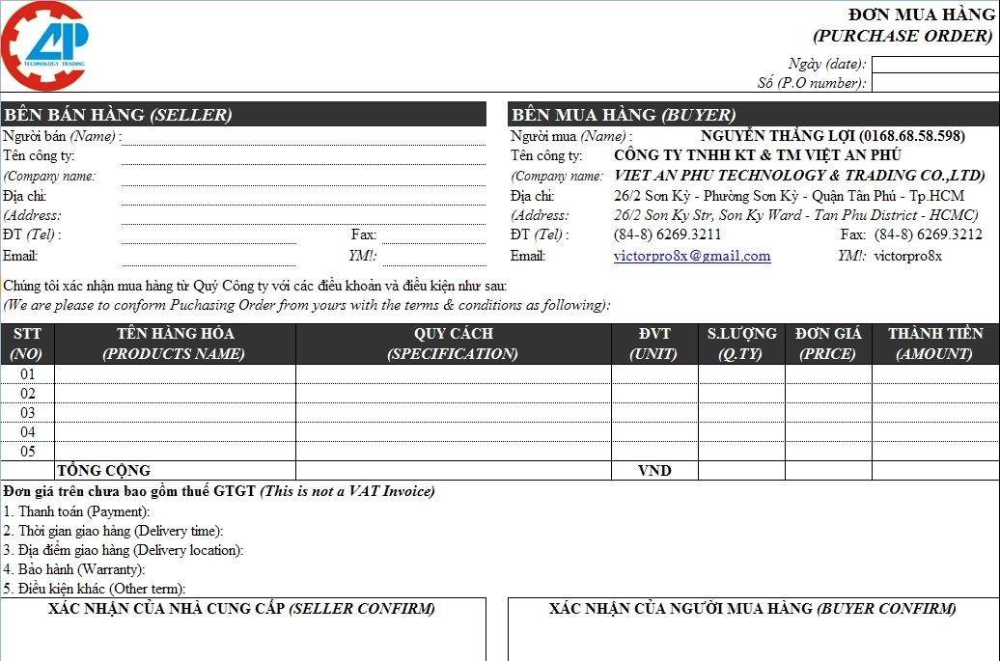 AP
TECHNOLOGY TRADING
ĐƠN MUA HÀNG
(PURCHASE ORDER)
Ngày (date):
Số (P.O number):
BÊN BÁN HÀNG (SELLER)
Người bán (Name) :
Tên công ty:
(Company name:
Địa chỉ:
(Address:
ĐT (Tel) : Fax:
Email: YM!:
BÊN MUA HÀNG (BUYER)
Người mua (Name) : NGUYỄN THẮNG LỢI (0168.68.58.598)
Tên công ty: CÔNG TY TNHH KT & TM VIỆT AN PHÚ
(Company name: VIET AN PHU TECHNOLOGY & TRADING CO.,LTD)
Địa chỉ: 26/2 Sơn Kỳ - Phường Sơn Kỳ - Quận Tân Phú - Tp.HCM
(Address: 26/2 Son Ky Str, Son Ky Ward - Tan Phu District - HCMC)
ĐT (Tel) : (84-8) 6269.3211 Fax: (84-8) 6269.3212
Email: victorpro8x@gmail.com YM!: victorpro8x
Chúng tôi xác nhận mua hàng từ Quý Công ty với các điều khoản và điều kiện như sau:
(We are please to conform Puchasing Order from yours with the terms & conditions as following):
STT TÊN HÀNG HÓA QUY CÁCH ĐVT S.LƯỢNG ĐƠN GIÁ THÀNH TIỀN
(NO) (PRODUCTS NAME) (SPECIFICATION) (UNIT) (Q.TY) (PRICE) (AMOUNT)
01
02
03
04
05
TỔNG CỘNG VND
Đơn giá trên chưa bao gồm thuế GTGT (This is not a VAT Invoice)
1. Thanh toán (Payment):
2. Thời gian giao hàng (Delivery time):
3. Địa điểm giao hàng (Delivery location):
4. Bảo hành (Warranty):
5. Điều kiện khác (Other term):
XÁC NHẬN CỦA NHÀ CUNG CẤP (SELLER CONFIRM)
XÁC NHẬN CỦA NGƯỜI MUA HÀNG (BUYER CONFIRM)